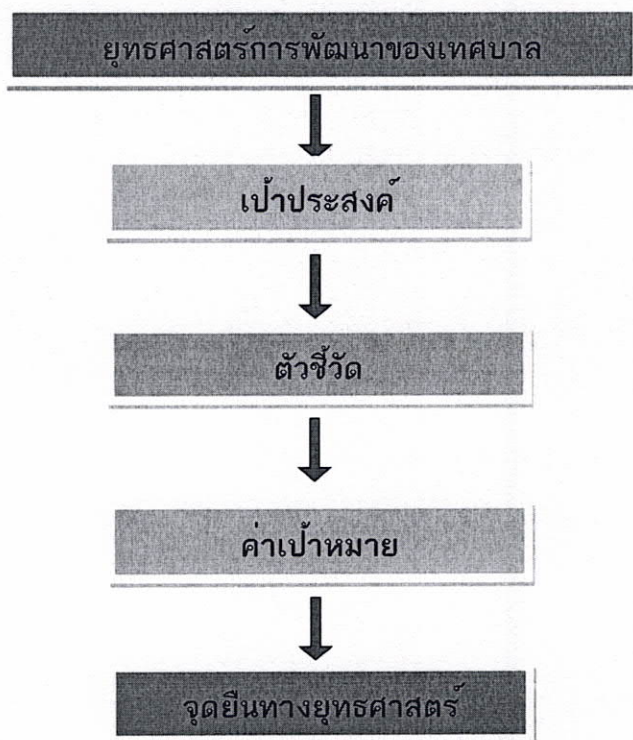 ยุทธศาสตร์การพัฒนาของเทศบาล
เป้าประสงค์
ตัวชี้วัด
ค่าเป้าหมาย
จุดยืนทางยุทธศาสตร์